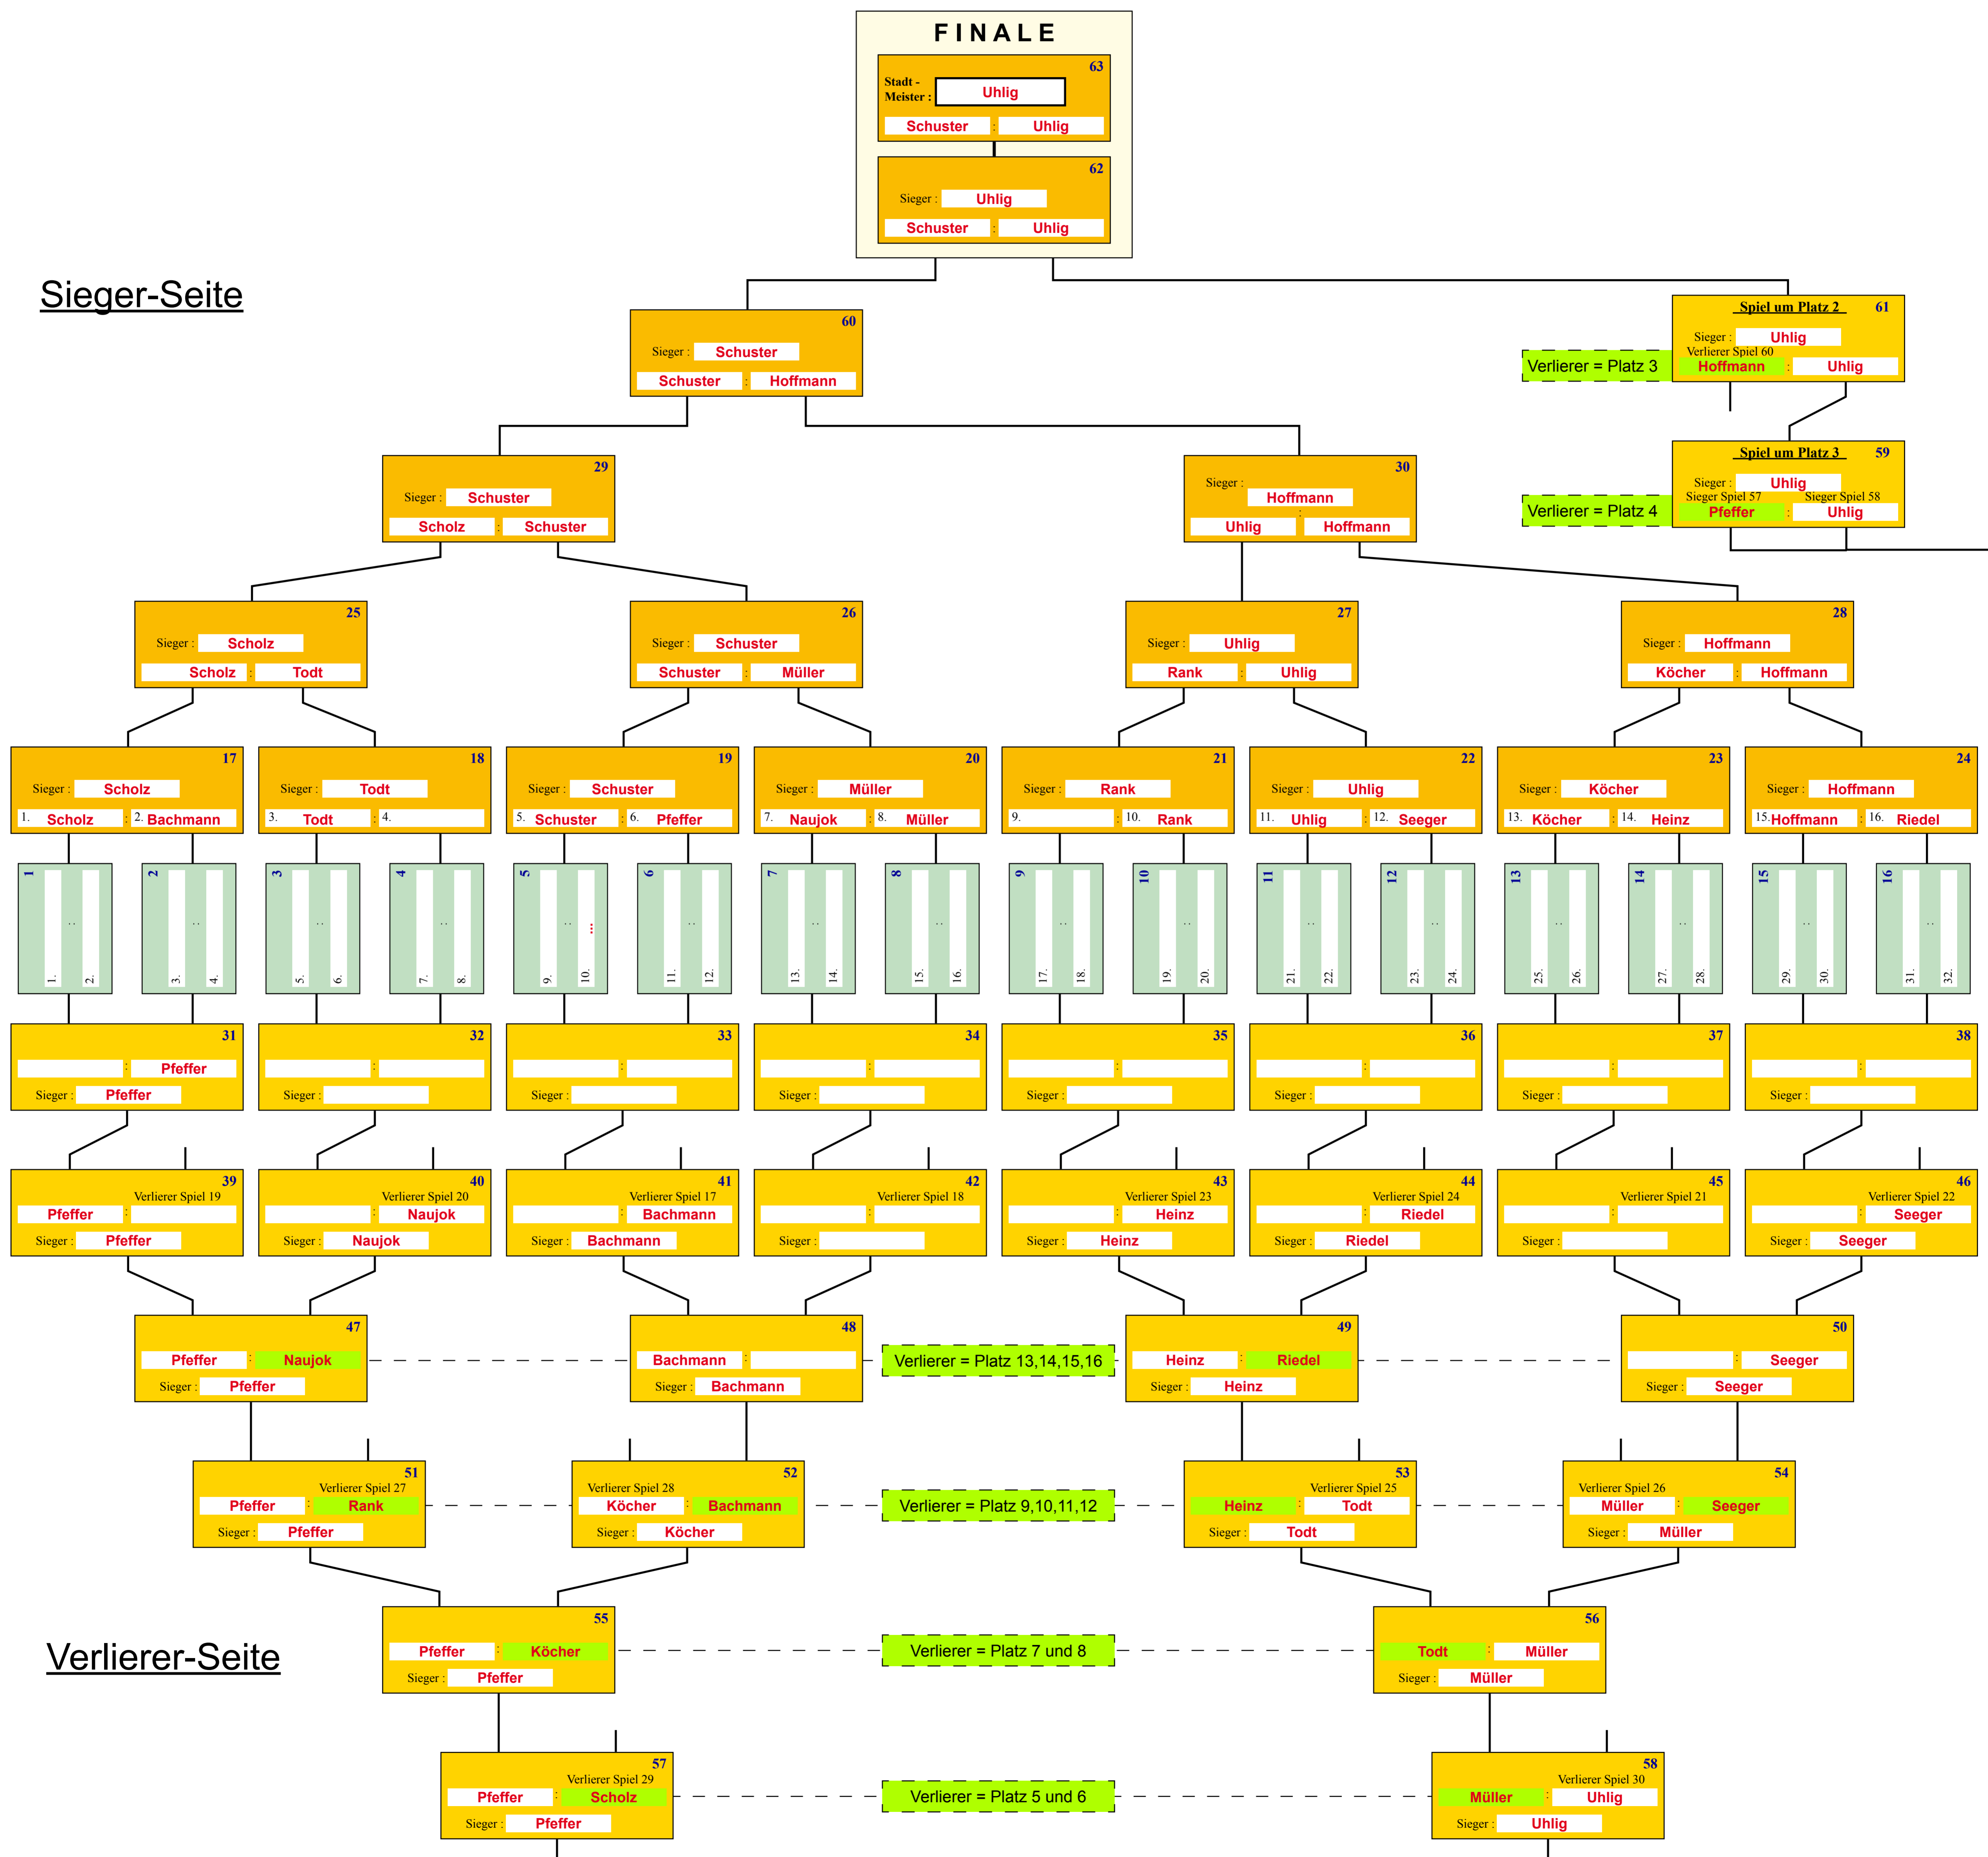 FINALE
63
Stadt -
Meister : Uhlig
Schuster : Uhlig
62
Sieger : Uhlig
Schuster : Uhlig
Sieger-Seite
60
Sieger : Schuster
Schuster : Hoffmann
Spiel um Platz 2 61
Sieger : Uhlig
Verlierer Spiel 60
Verlierer = Platz 3
Hoffmann : Uhlig
29
Sieger : Schuster
Scholz : Schuster
30
Sieger :
Hoffmann
:
Uhlig Hoffmann
Spiel um Platz 3 59
Sieger : Uhlig
Sieger Spiel 57 Sieger Spiel 58
Verlierer = Platz 4
Pfeffer : Uhlig
25
Sieger : Scholz
Scholz : Todt
26
Sieger : Schuster
Schuster : Müller
27
Sieger : Uhlig
Rank : Uhlig
28
Sieger : Hoffmann
Köcher : Hoffmann
17
Sieger : Scholz
1. Scholz : 2. Bachmann
18
Sieger : Todt
3. Todt : 4.
19
Sieger : Schuster
5. Schuster : 6. Pfeffer
20
Sieger : Müller
7. Naujok : 8. Müller
21
Sieger : Rank
9. : 10. Rank
22
Sieger : Uhlig
11. Uhlig : 12. Seeger
23
Sieger : Köcher
13. Köcher : 14. Heinz
24
Sieger : Hoffmann
15. Hoffmann : 16. Riedel
1
1. : 2.
2
3. : 4.
3
5. : 6.
4
7. : 8.
5
9. : 10. ...
6
11. : 12.
7
13. : 14.
8
15. : 16.
9
17. : 18.
10
19. : 20.
11
21. : 22.
12
23. : 24.
13
25. : 26.
14
27. : 28.
15
29. : 30.
16
31. : 32.
31
: Pfeffer
Sieger : Pfeffer
32
:
Sieger :
33
:
Sieger :
34
:
Sieger :
35
:
Sieger :
36
:
Sieger :
37
:
Sieger :
38
:
Sieger :
39
Verlierer Spiel 19
Pfeffer :
Sieger : Pfeffer
40
Verlierer Spiel 20
: Naujok
Sieger : Naujok
41
Verlierer Spiel 17
: Bachmann
Sieger : Bachmann
42
Verlierer Spiel 18
:
Sieger :
43
Verlierer Spiel 23
: Heinz
Sieger : Heinz
44
Verlierer Spiel 24
: Riedel
Sieger : Riedel
45
Verlierer Spiel 21
:
Sieger :
46
Verlierer Spiel 22
: Seeger
Sieger : Seeger
47
Pfeffer : Naujok
Sieger : Pfeffer
48
Bachmann :
Sieger : Bachmann
Verlierer = Platz 13,14,15,16
49
Heinz : Riedel
Sieger : Heinz
50
: Seeger
Sieger : Seeger
51
Verlierer Spiel 27
Pfeffer : Rank
Sieger : Pfeffer
52
Verlierer Spiel 28
Köcher : Bachmann
Sieger : Köcher
Verlierer = Platz 9,10,11,12
53
Verlierer Spiel 25
Heinz : Todt
Sieger : Todt
54
Verlierer Spiel 26
Müller : Seeger
Sieger : Müller
Verlierer-Seite
55
Pfeffer : Köcher
Sieger : Pfeffer
Verlierer = Platz 7 und 8
56
Todt : Müller
Sieger : Müller
57
Verlierer Spiel 29
Pfeffer : Scholz
Sieger : Pfeffer
Verlierer = Platz 5 und 6
58
Verlierer Spiel 30
Müller : Uhlig
Sieger : Uhlig